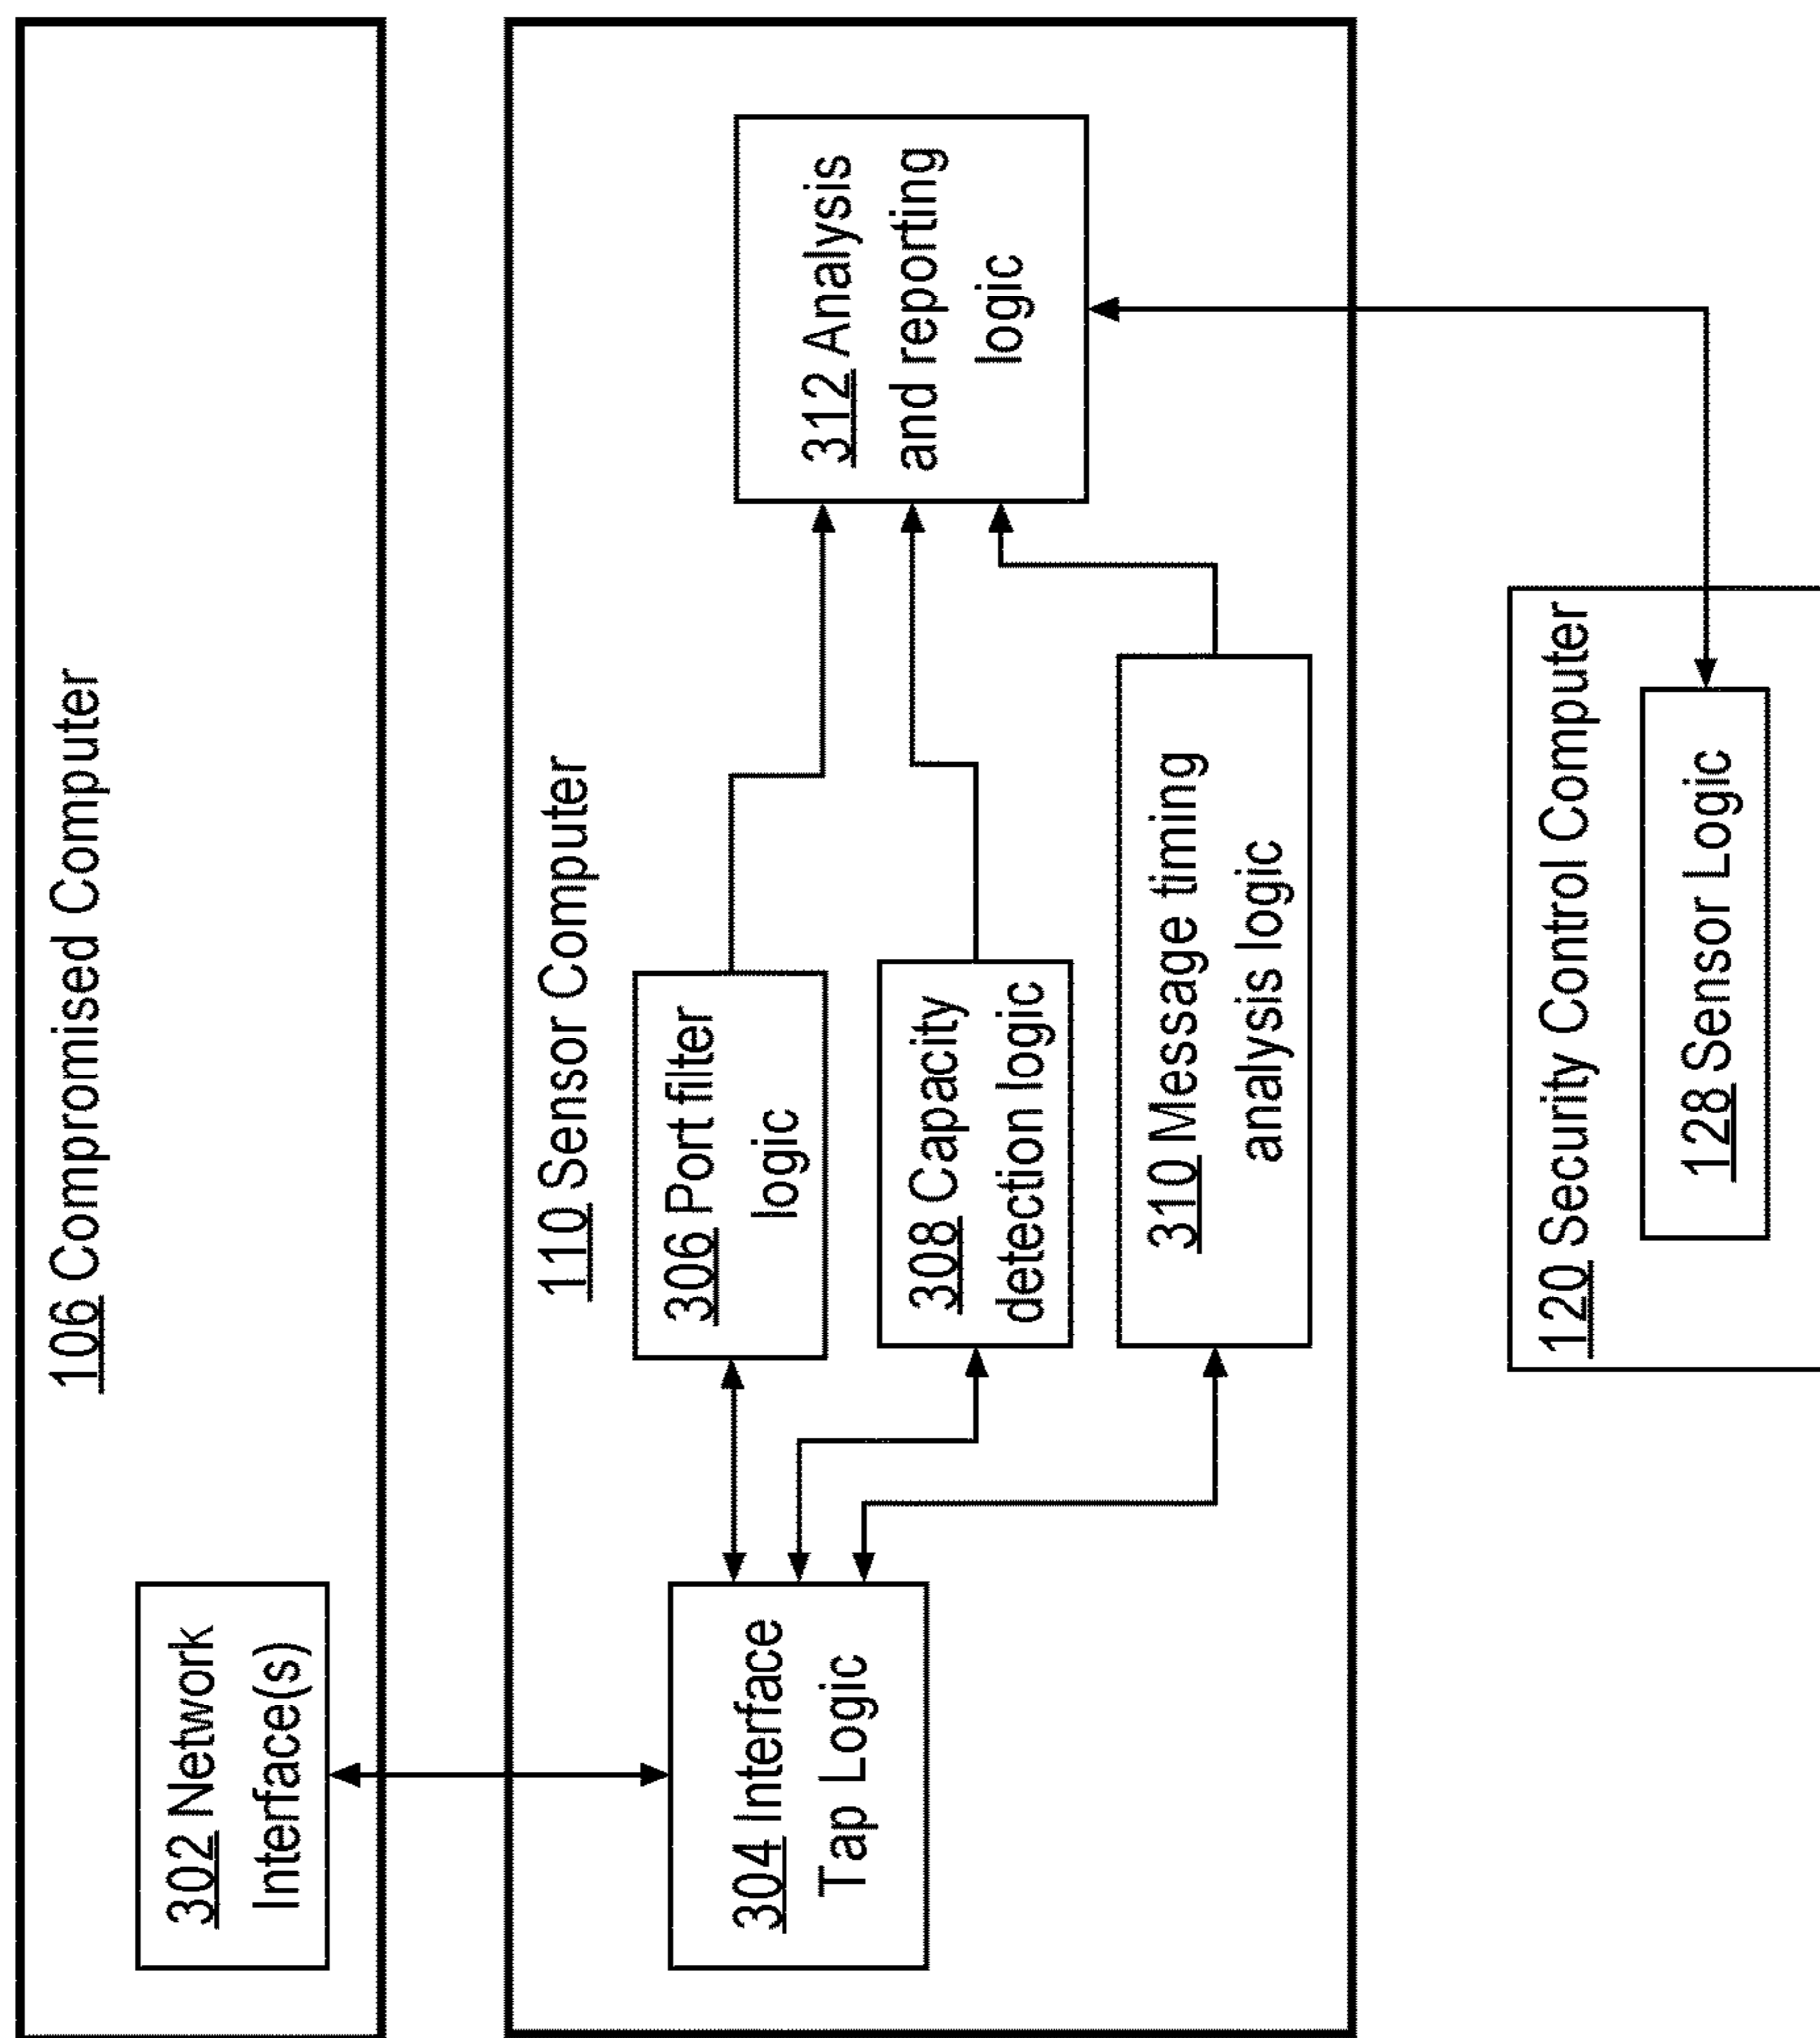 106 Compromised Computer
302 Network
Interface(s)
110 Sensor Computer
304 Interface
Tap Logic
306 Port filter
logic
308 Capacity
detection logic
310 Message timing
analysis logic
312 Analysis
and reporting
logic
120 Security Control Computer
128 Sensor Logic